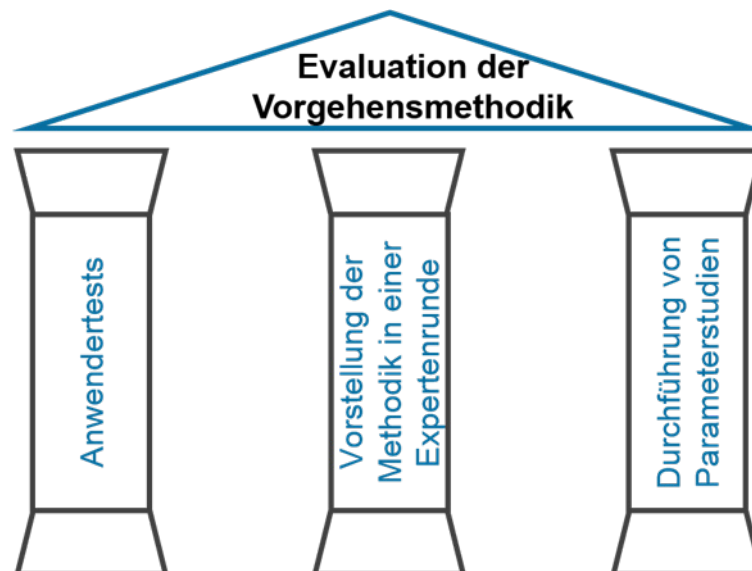 Evaluation der
Vorgehensmethodik
Anwendertests
Vorstellung der
Methodik in einer
Expertenrunde
Durchführung von
Parameterstudien